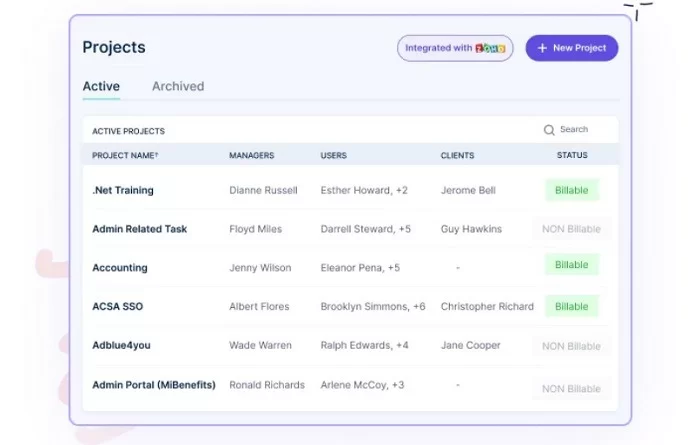 Projects
Integrated with ZOHO
+ New Project
Active Archived
ACTIVE PROJECTS Search
PROJECT NAME↑ MANAGERS USERS CLIENTS STATUS
.Net Training Dianne Russell Esther Howard, +2 Jerome Bell Billable
Admin Related Task Floyd Miles Darrell Steward, +5 Guy Hawkins NON Billable
Accounting Jenny Wilson Eleanor Pena, +5 - Billable
ACSA SSO Albert Flores Brooklyn Simmons, +6 Christopher Richard Billable
Adblue4you Wade Warren Ralph Edwards, +4 Jane Cooper NON Billable
Admin Portal (MiBenefits) Ronald Richards Arlene McCoy, +3 - NON Billable